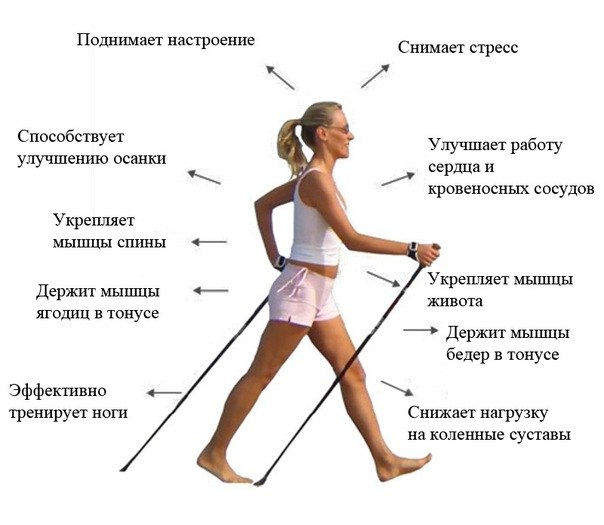 Поднимает настроение
Снимает стресс
Способствует
улучшению осанки
Улучшает работу
сердца и
кровеносных сосудов
Укрепляет
мышцы спины
Укрепляет мышцы
живота
Держит мышцы
ягодиц в тонусе
Держит мышцы
бедер в тонусе
Эффективно
тренирует ноги
Снижает нагрузку
на коленные суставы